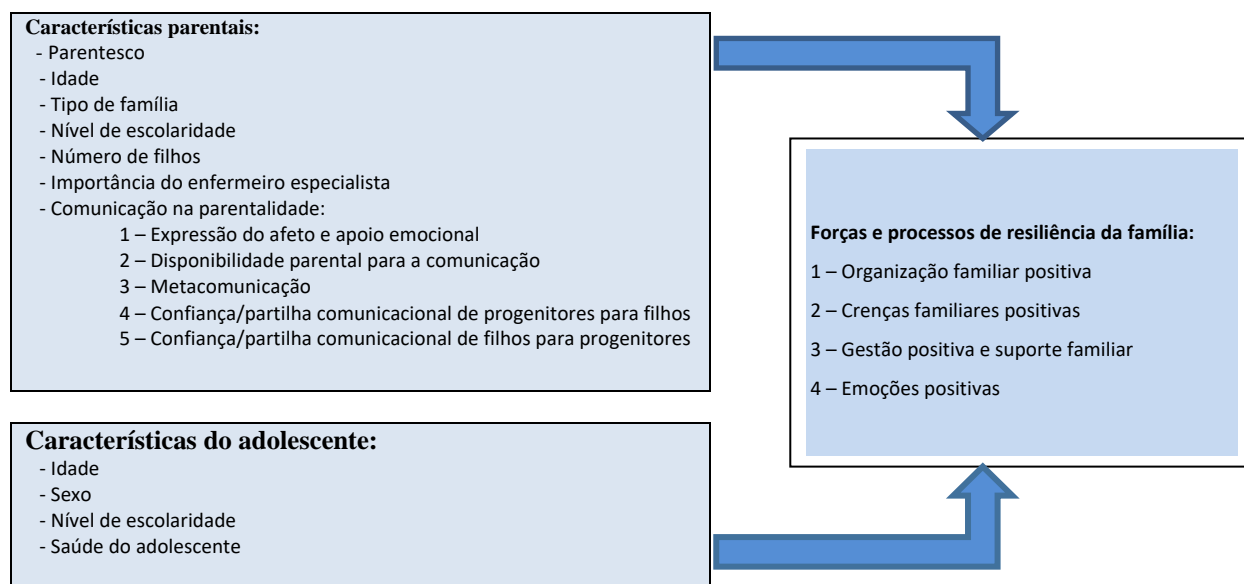 Características parentais:
- Parentesco
- Idade
- Tipo de família
- Nível de escolaridade
- Número de filhos
- Importância do enfermeiro especialista
- Comunicação na parentalidade:
1 – Expressão do afeto e apoio emocional
2 – Disponibilidade parental para a comunicação
3 – Metacomunicação
4 – Confiança/partilha comunicacional de progenitores para filhos
5 – Confiança/partilha comunicacional de filhos para progenitores
Forças e processos de resiliência da família:
1 – Organização familiar positiva
2 – Crenças familiares positivas
3 – Gestão positiva e suporte familiar
4 – Emoções positivas
Características do adolescente:
- Idade
- Sexo
- Nível de escolaridade
- Saúde do adolescente